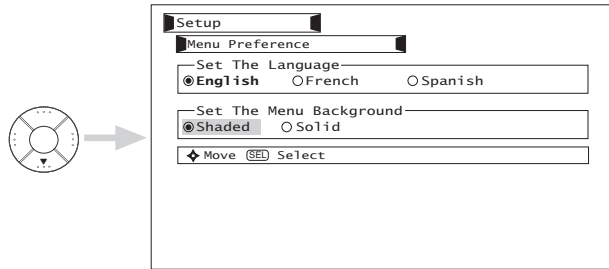 Setup
Menu Preference
Set The Language
English French Spanish
Set The Menu Background
Shaded Solid
Move SEL Select